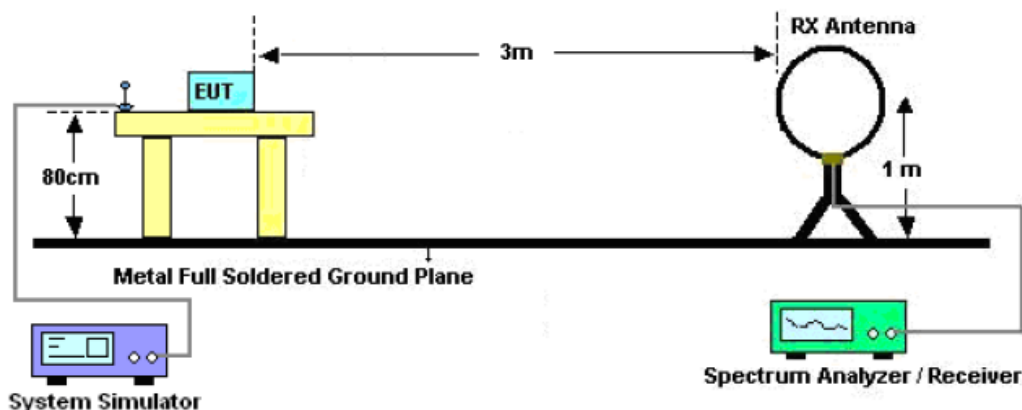 RX Antenna
3m
EUT
80cm
1 m
Metal Full Soldered Ground Plane
System Simulator
Spectrum Analyzer / Receiver